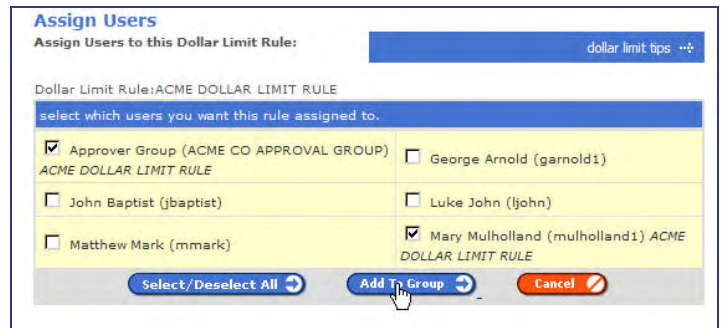 Assign Users
Assign Users to this Dollar Limit Rule:
dollar limit tips
Dollar Limit Rule:ACME DOLLAR LIMIT RULE
select which users you want this rule assigned to.
Approver Group (ACME CO APPROVAL GROUP)
ACME DOLLAR LIMIT RULE
George Arnold (garnold1)
John Baptist (jbaptist)
Luke John (ljohn)
Matthew Mark (mmark)
Mary Mulholland (mulholland1) ACME
DOLLAR LIMIT RULE
Select/Deselect All
Add To Group
Cancel